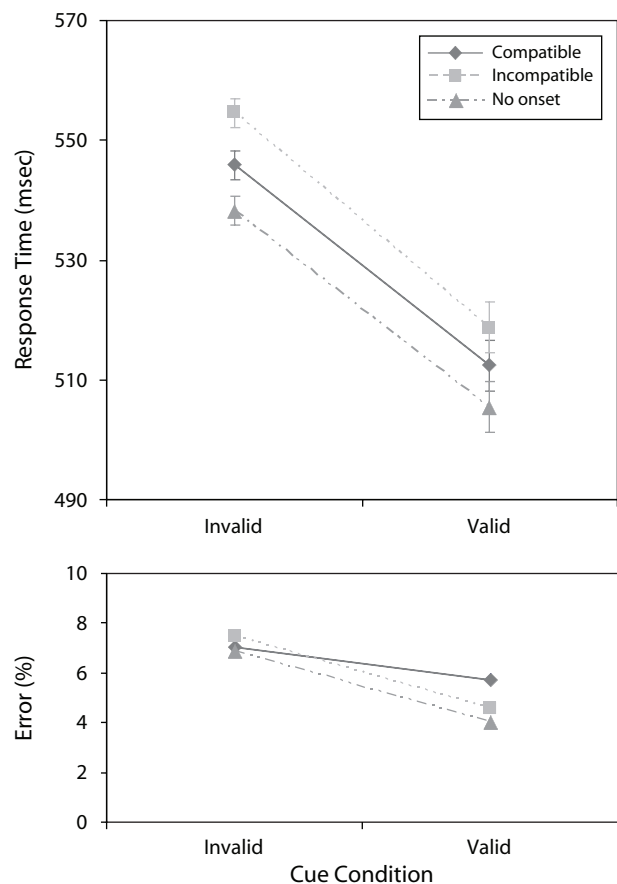 570
550
530
510
490
Response Time (msec)
Compatible
Incompatible
No onset
Invalid Valid
10
8
6
4
2
0
Error (%)
Invalid Valid
Cue Condition